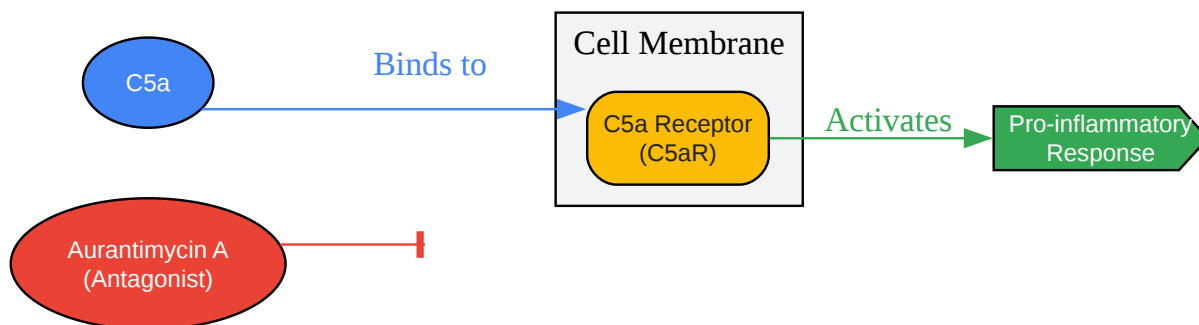 C5a
Binds to
Cell Membrane
C5a Receptor
(C5aR)
Activates
Pro-inflammatory
Response
Aurantimycin A
(Antagonist)